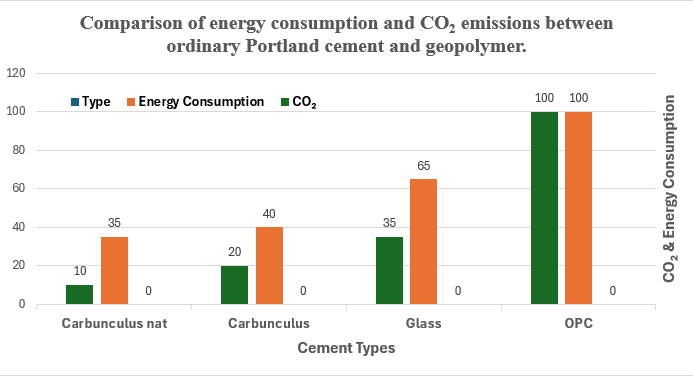 Comparison of energy consumption and CO₂ emissions between
ordinary Portland cement and geopolymer.
120
100
80
60
40
20
0
Type
Energy Consumption
CO₂
10
35
0
20
40
0
35
65
0
100
100
0
Carbunculus nat
Carbunculus
Glass
OPC
Cement Types
CO₂ & Energy Consumption